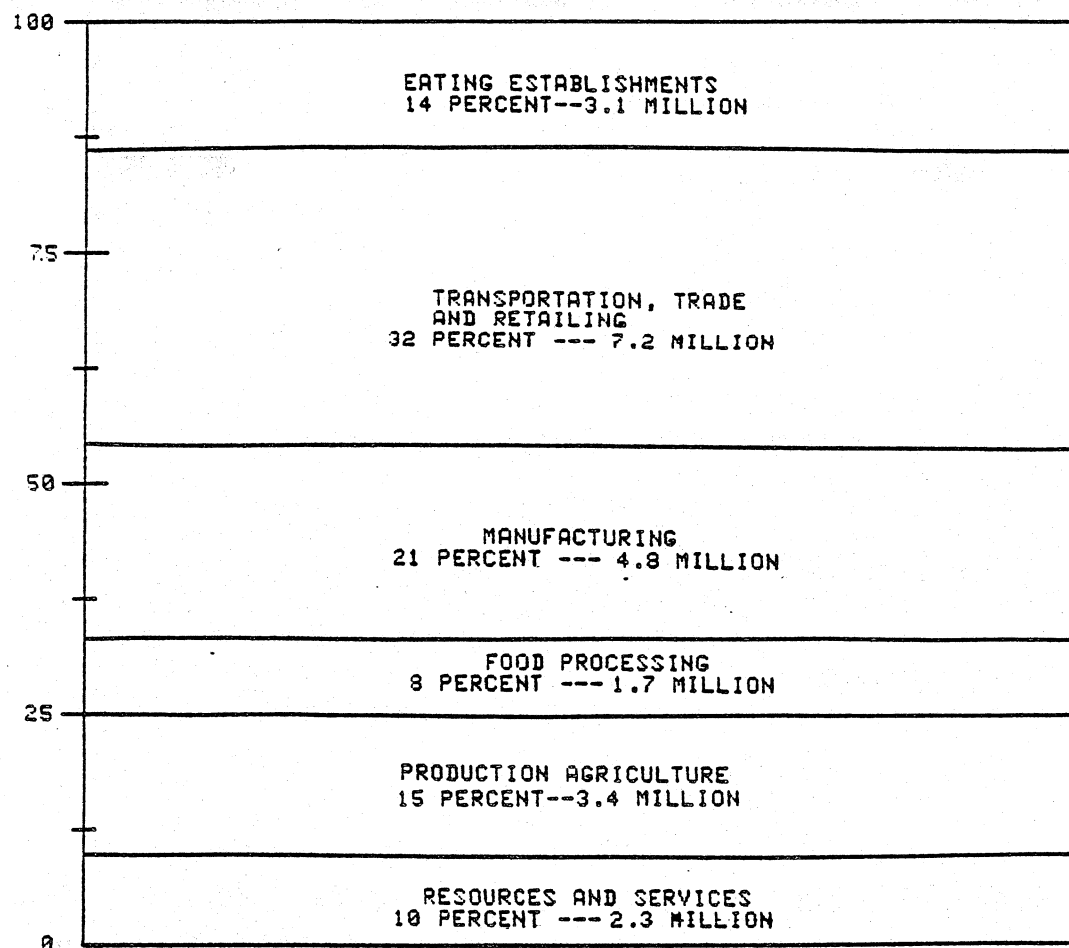 100
EATING ESTABLISHMENTS
14 PERCENT--3.1 MILLION
75
TRANSPORTATION, TRADE
AND RETAILING
32 PERCENT --- 7.2 MILLION
50
MANUFACTURING
21 PERCENT --- 4.8 MILLION
FOOD PROCESSING
8 PERCENT --- 1.7 MILLION
25
PRODUCTION AGRICULTURE
15 PERCENT--3.4 MILLION
RESOURCES AND SERVICES
10 PERCENT --- 2.3 MILLION
0